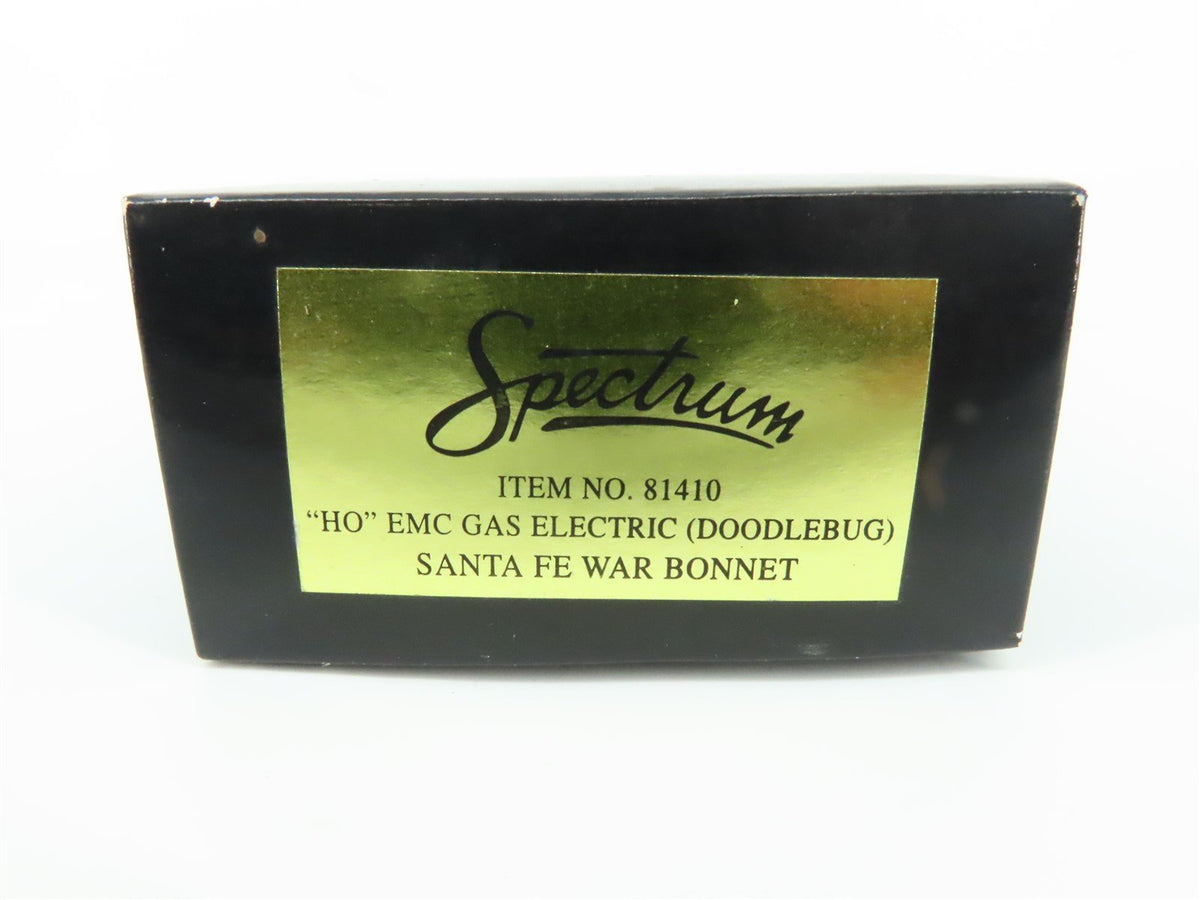 Spectrum
ITEM NO. 81410
“HO” EMC GAS ELECTRIC (DOODLEBUG)
SANTA FE WAR BONNET